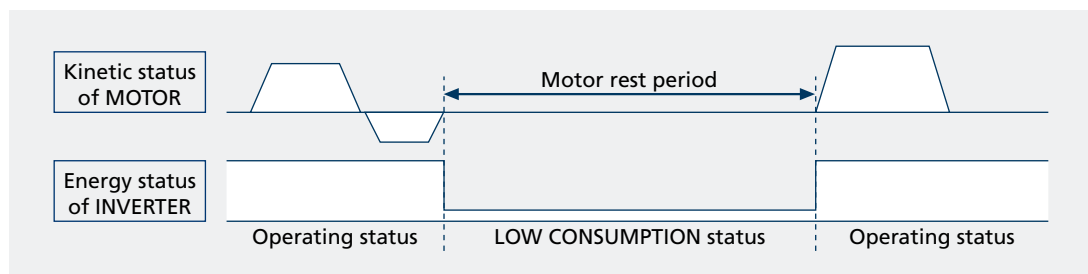 Kinetic status
of MOTOR
Motor rest period
Energy status
of INVERTER
Operating status
LOW CONSUMPTION status
Operating status